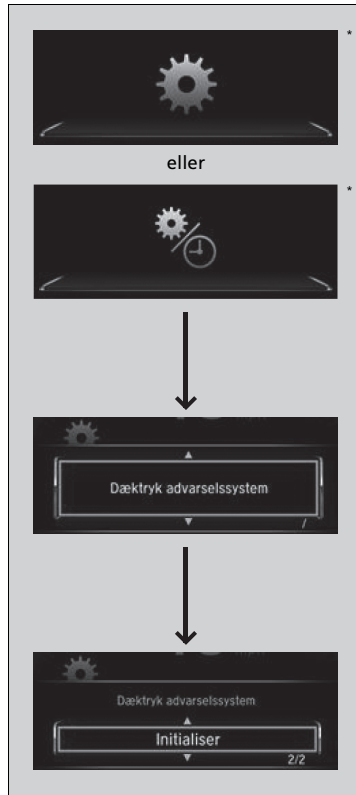 *
eller
*
Dæktryk advarselssystem
/
Dæktryk advarselssystem
Initialiser
2/2